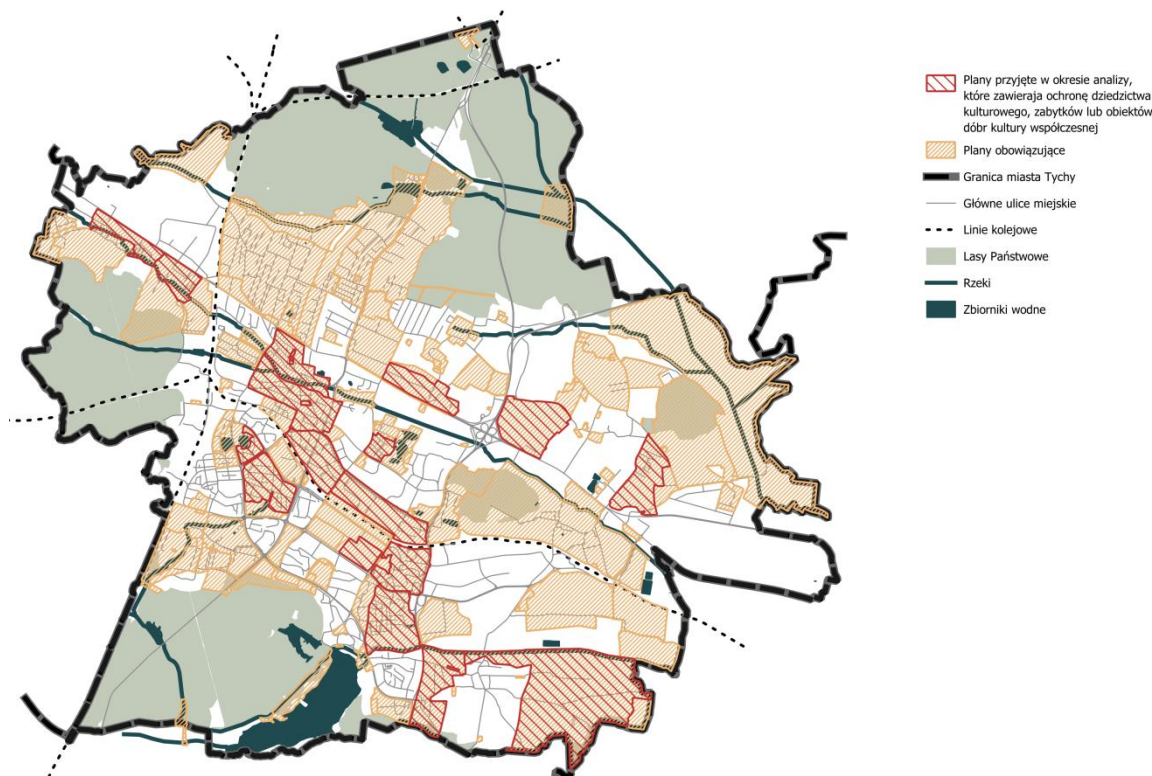 Plany przyjęte w okresie analizy,
które zawieraja ochronę dziedzictwa
kulturowego, zabytków lub obiektów
dóbr kultury współczesnej
Plany obowiązujące
Granica miasta Tychy
Główne ulice miejskie
Linie kolejowe
Lasy Państwowe
Rzeki
Zbiorniki wodne